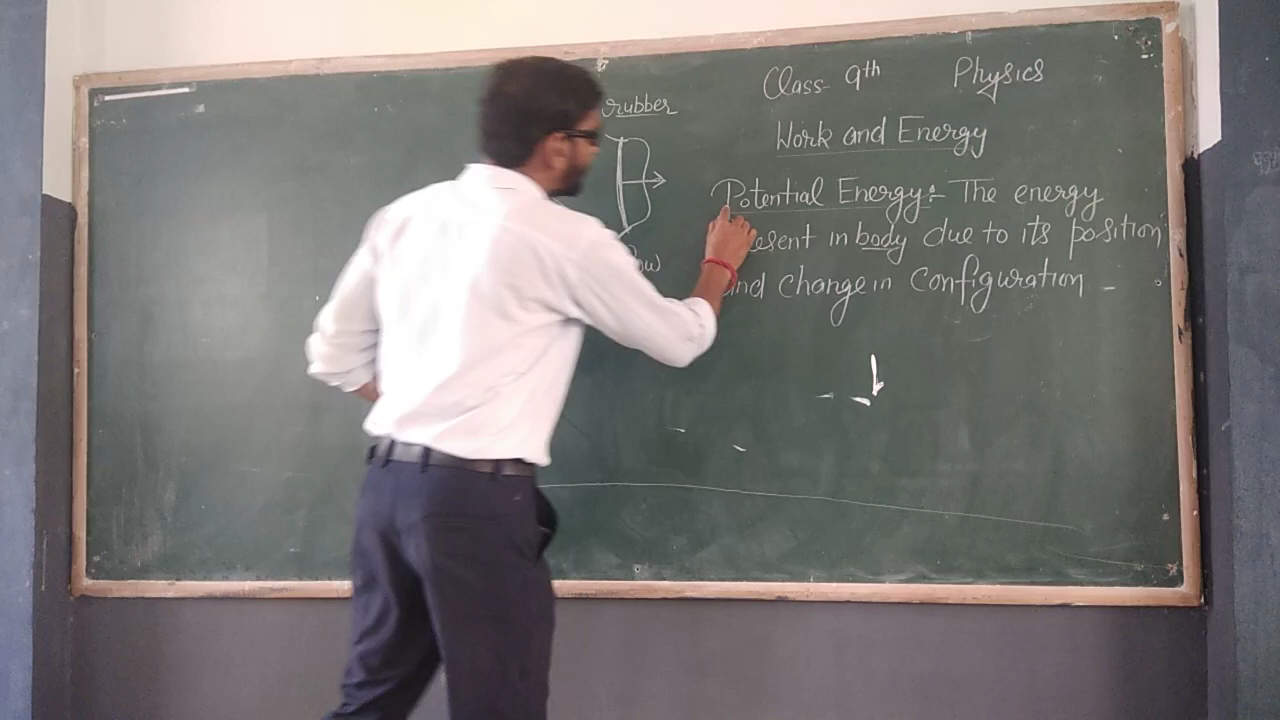 rubber
Class- 9th Physics
Work and Energy
Potential Energy:- The energy
esent in body due to its position
and change in configuration -